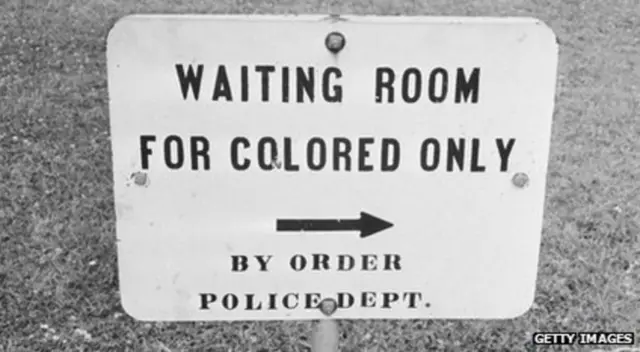 WAITING ROOM
FOR COLORED ONLY
BY ORDER
POLICE DEPT.
GETTY IMAGES